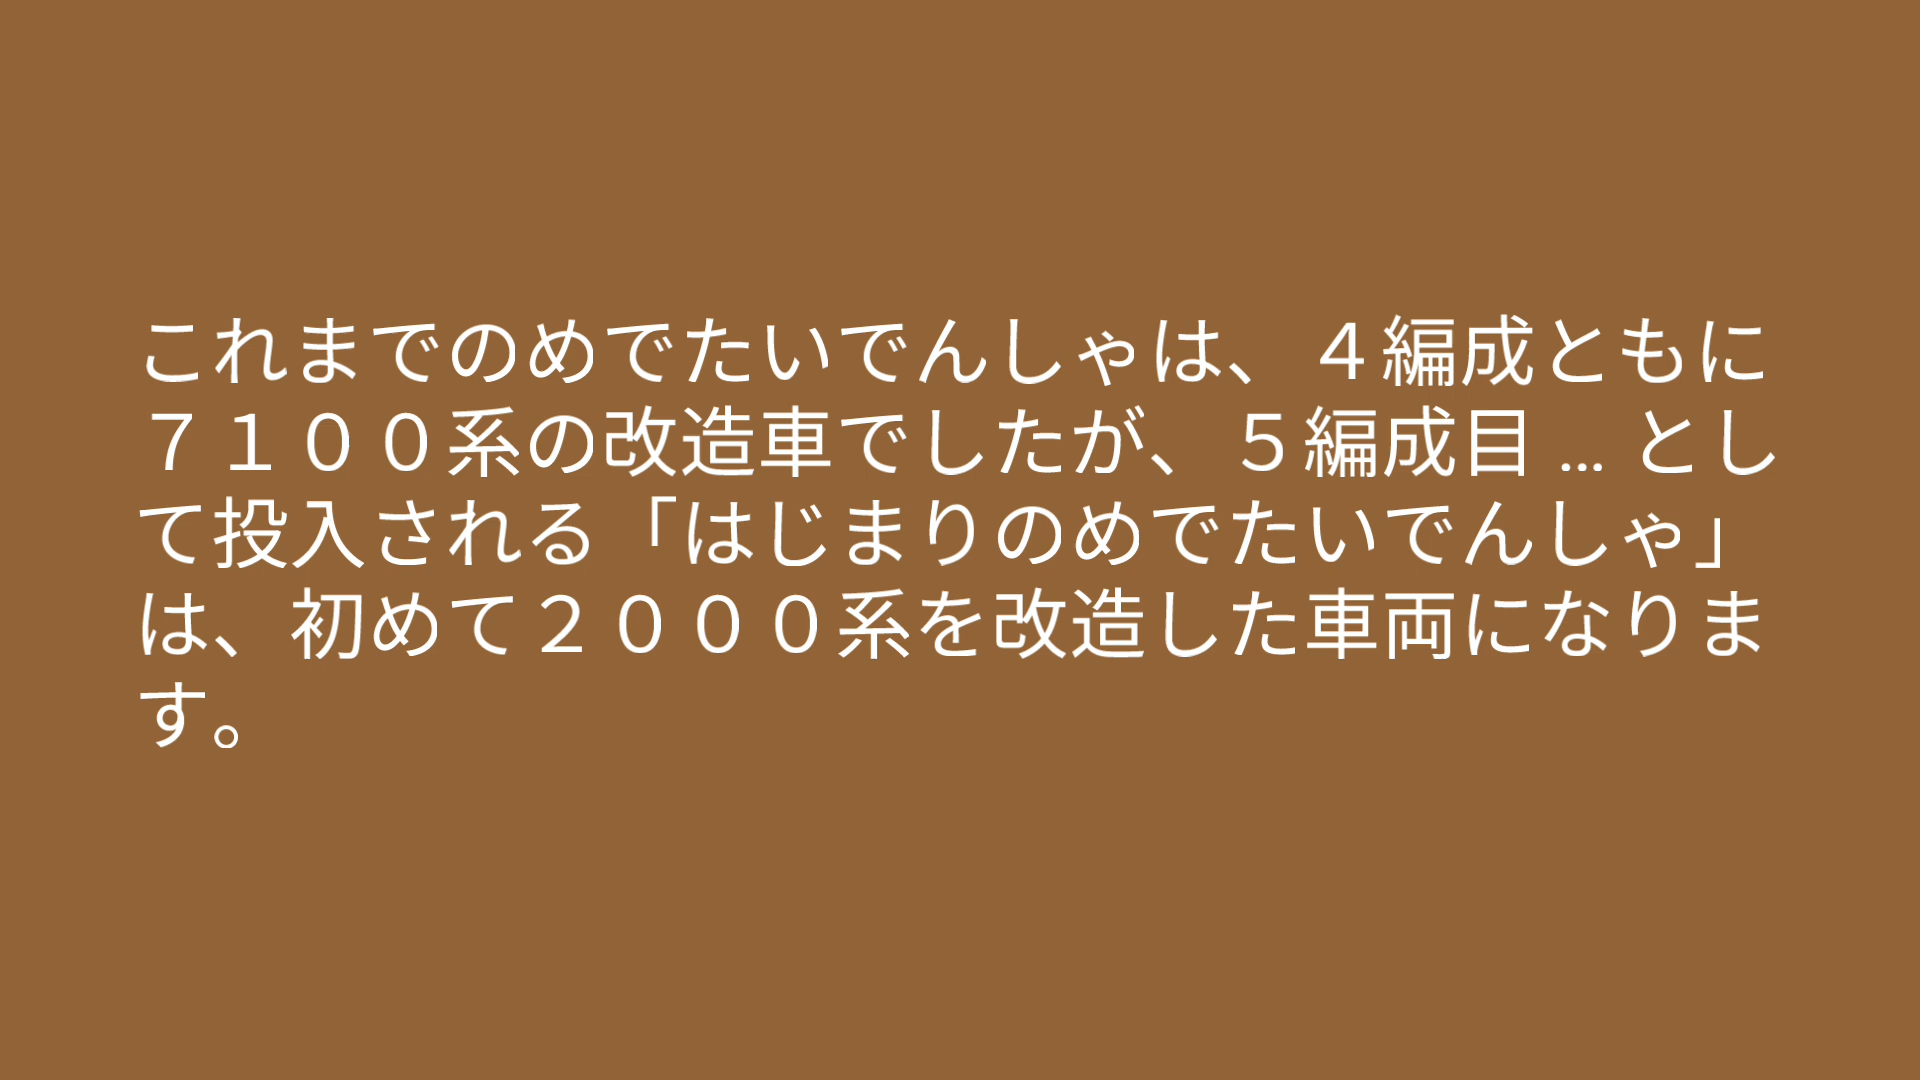 これまでのめでたいでんしゃは、４編成ともに
７１００系の改造車でしたが、５編成目 ... とし
て投入される「はじまりのめでたいでんしゃ」
は、初めて２０００系を改造した車両になりま
す。